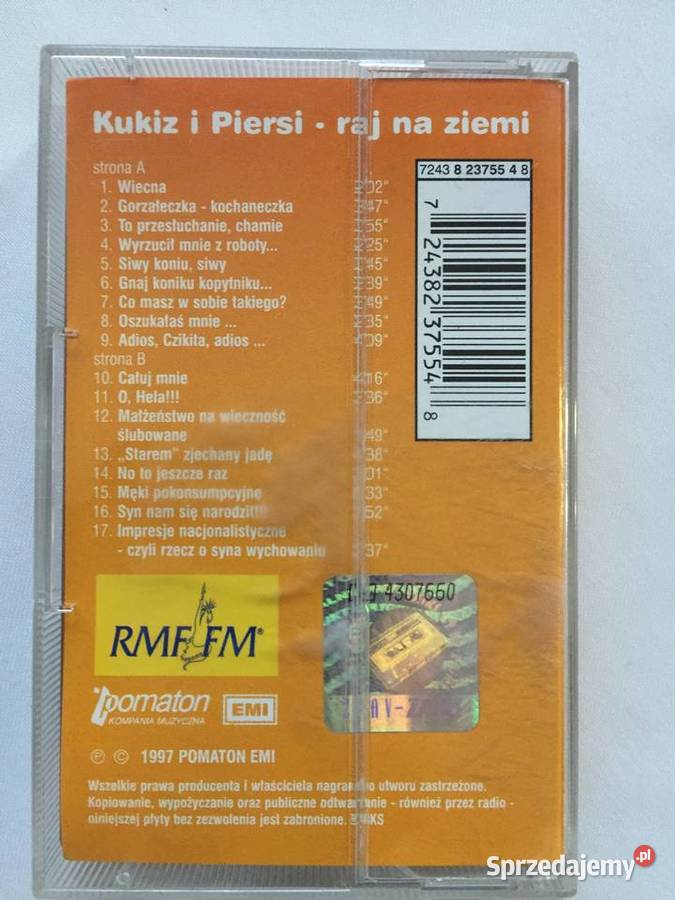 Kukiz i Piersi - raj na ziemi
7243 8 23755 4 8
strona A
1. Wiecna
2. Gorzałeczka - kochaneczka
3. To przesłuchanie, chamie
4. Wyrzucił mnie z roboty...
5. Siwy koniu, siwy
6. Gnaj koniku kopytniku...
7. Co masz w sobie takiego?
8. Oszukałaś mnie ...
9. Adios, Czikita, adios ...
strona B
10. Całuj mnie
11. O, Hela!!!
12. Małżeństwo na wieczność
ślubowane
13. „Starem” zjechany jadę
14. No to jeszcze raz
15. Męki pokonsumpcyjne
16. Syn nam się narodził!!!
17. Impresje nacjonalistyczne
- czyli rzecz o syna wychowaniu
7 24382 37554 8
4307660
RMF FM®
pomaton
KOMPANIA MUZYCZNA
EMI
℗ © 1997 POMATON EMI
Wszelkie prawa producenta i właściciela nagranego utworu zastrzeżone.
Kopiowanie, wypożyczanie oraz publiczne odtwarzanie - również przez radio -
niniejszej płyty bez zezwolenia jest zabronione.
Sprzedajemy.pl